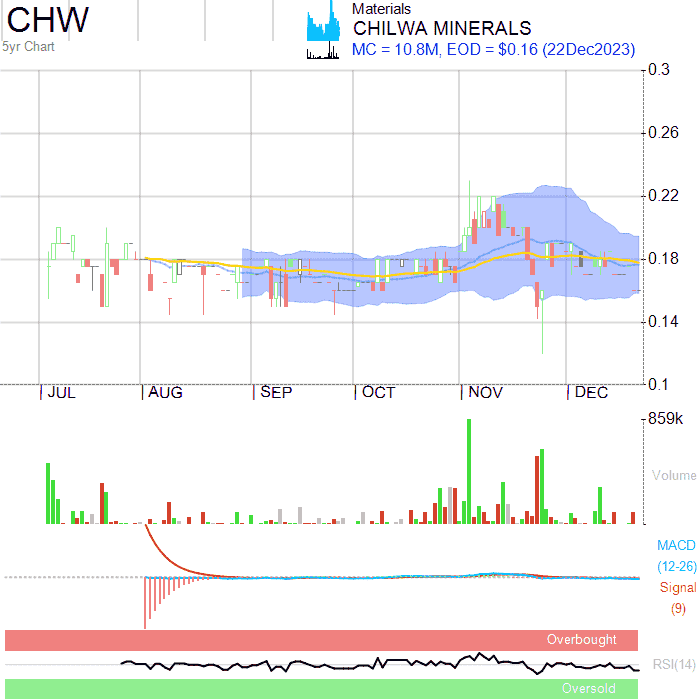 CHW
5yr Chart
Materials
CHILWA MINERALS
MC = 10.8M, EOD = $0.16 (22Dec2023)
0.3
0.26
0.22
0.18
0.14
0.1
JUL AUG SEP OCT NOV DEC
859k
Volume
MACD
(12-26)
Signal
(9)
Overbought
RSI(14)
Oversold